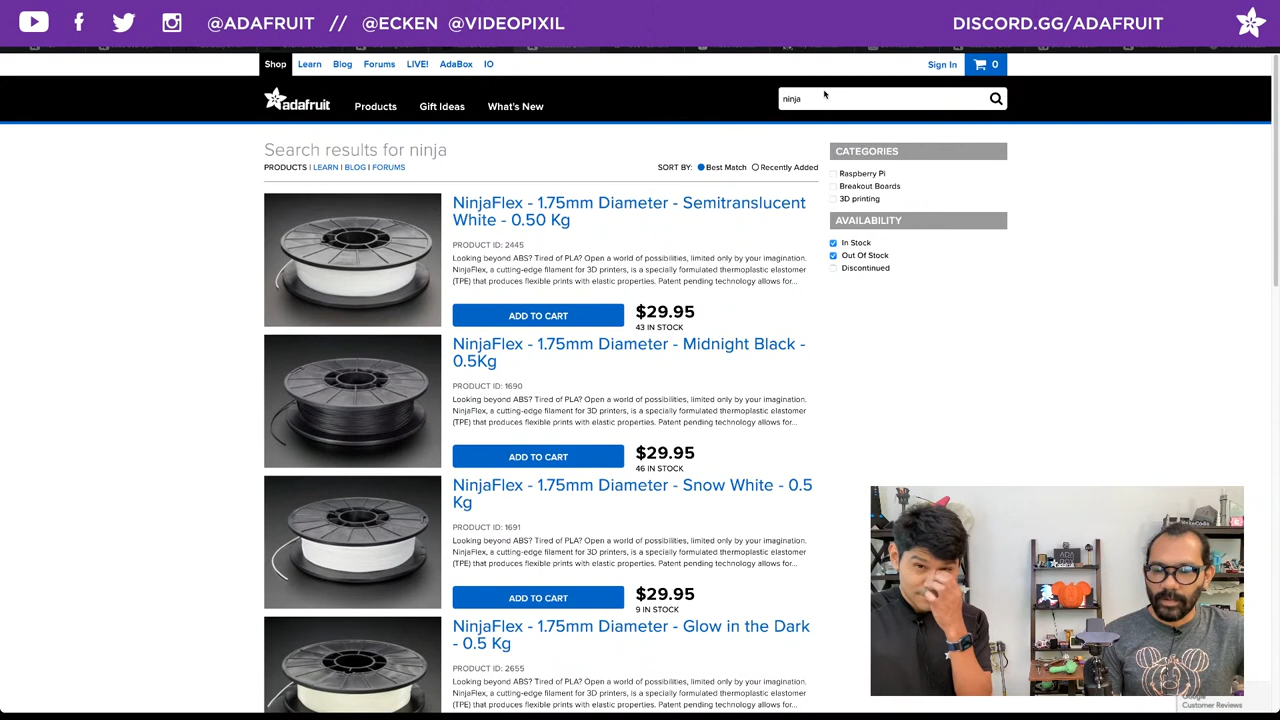 @ADAFRUIT // @ECKEN @VIDEOPIXIL DISCORD.GG/ADAFRUIT
Shop Learn Blog Forums LIVE! AdaBox IO Sign In 0
adafruit Products Gift Ideas What's New ninja
Search results for ninja
PRODUCTS | LEARN | BLOG | FORUMS SORT BY: Best Match Recently Added
NinjaFlex - 1.75mm Diameter - Semitranslucent
White - 0.50 Kg
PRODUCT ID: 2445
Looking beyond ABS? Tired of PLA? Open a world of possibilities, limited only by your imagination.
NinjaFlex, a cutting-edge filament for 3D printers, is a specially formulated thermoplastic elastomer
(TPE) that produces flexible prints with elastic properties. Patent pending technology allows for...
ADD TO CART $29.95
43 IN STOCK
NinjaFlex - 1.75mm Diameter - Midnight Black -
0.5Kg
PRODUCT ID: 1690
Looking beyond ABS? Tired of PLA? Open a world of possibilities, limited only by your imagination.
NinjaFlex, a cutting-edge filament for 3D printers, is a specially formulated thermoplastic elastomer
(TPE) that produces flexible prints with elastic properties. Patent pending technology allows for...
ADD TO CART $29.95
46 IN STOCK
NinjaFlex - 1.75mm Diameter - Snow White - 0.5
Kg
PRODUCT ID: 1691
Looking beyond ABS? Tired of PLA? Open a world of possibilities, limited only by your imagination.
NinjaFlex, a cutting-edge filament for 3D printers, is a specially formulated thermoplastic elastomer
(TPE) that produces flexible prints with elastic properties. Patent pending technology allows for...
ADD TO CART $29.95
9 IN STOCK
NinjaFlex - 1.75mm Diameter - Glow in the Dark
- 0.5 Kg
PRODUCT ID: 2655
Looking beyond ABS? Tired of PLA? Open a world of possibilities, limited only by your imagination.
NinjaFlex, a cutting-edge filament for 3D printers, is a specially formulated thermoplastic elastomer
(TPE) that produces flexible prints with elastic properties. Patent pending technology allows for...
CATEGORIES
Raspberry Pi
Breakout Boards
3D printing
AVAILABILITY
In Stock
Out Of Stock
Discontinued
Google
Customer Reviews